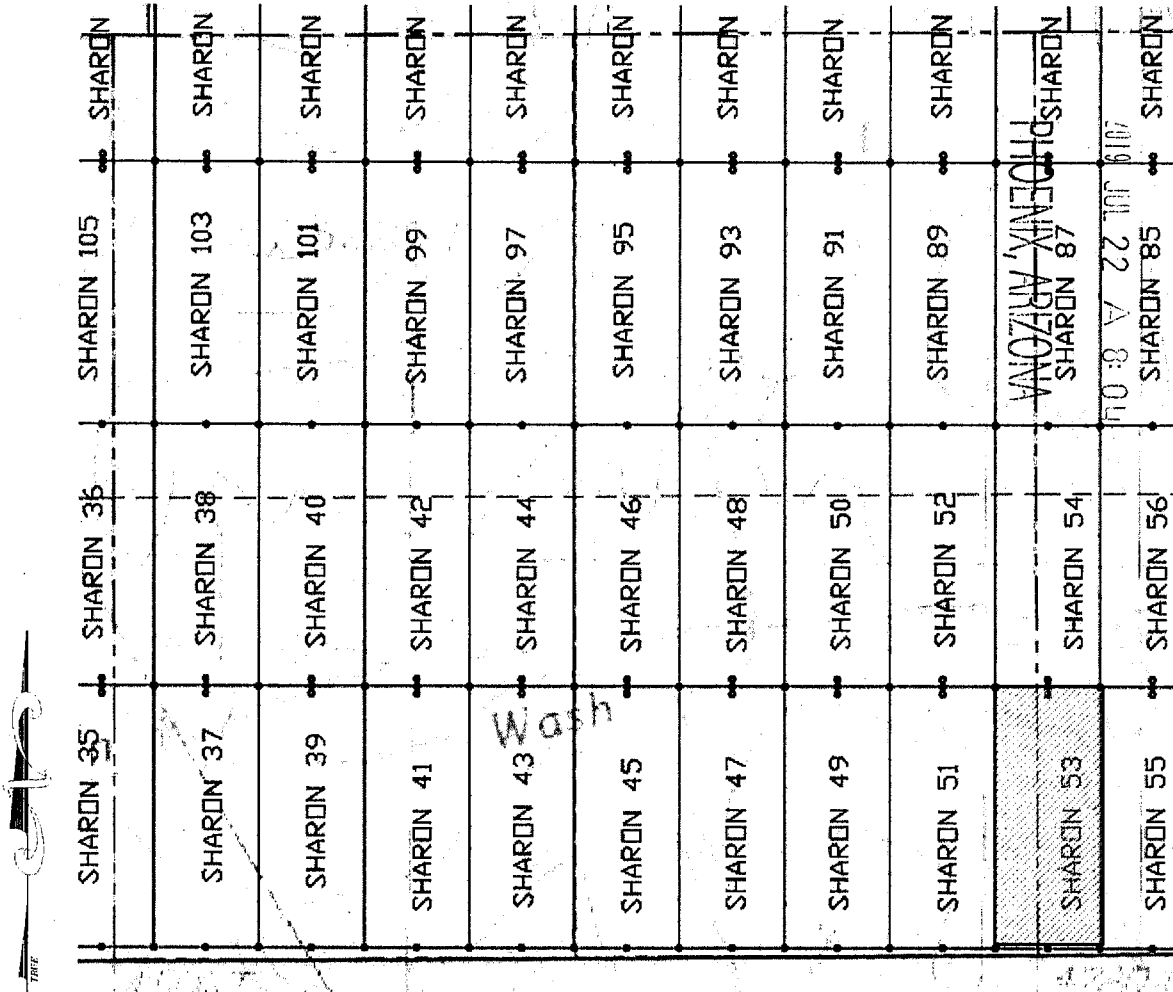 SHARON
SHARON
SHARON
SHARON
SHARON
SHARON
SHARON
SHARON
SHARON
SHARON
SHARON
SHARON 105
SHARON 103
SHARON 101
SHARON 99
SHARON 97
SHARON 95
SHARON 93
SHARON 91
SHARON 89
SHARON 87
SHARON 85
PHOENIX, ARIZONA
2019 JUL 22 A 8:04
SHARON 36
SHARON 38
SHARON 40
SHARON 42
SHARON 44
SHARON 46
SHARON 48
SHARON 50
SHARON 52
SHARON 54
SHARON 56
Wash
SHARON 35
SHARON 37
SHARON 39
SHARON 41
SHARON 43
SHARON 45
SHARON 47
SHARON 49
SHARON 51
SHARON 53
SHARON 55
TRUE